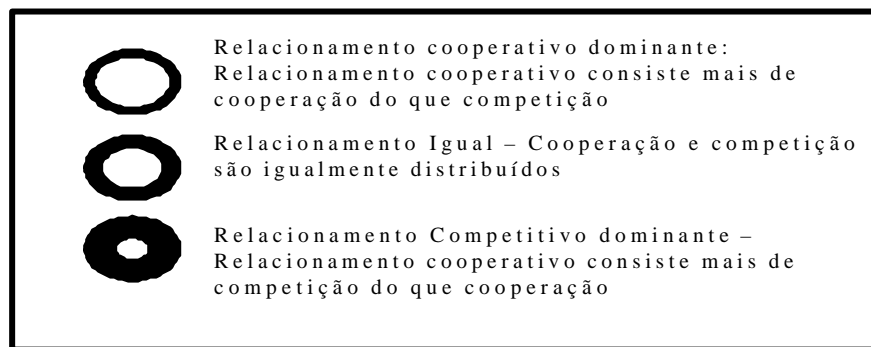 Relacionamento cooperativo dominante:
Relacionamento cooperativo consiste mais de
cooperação do que competição
Relacionamento Igual – Cooperação e competição
são igualmente distribuídos
Relacionamento Competitivo dominante –
Relacionamento cooperativo consiste mais de
competição do que cooperação